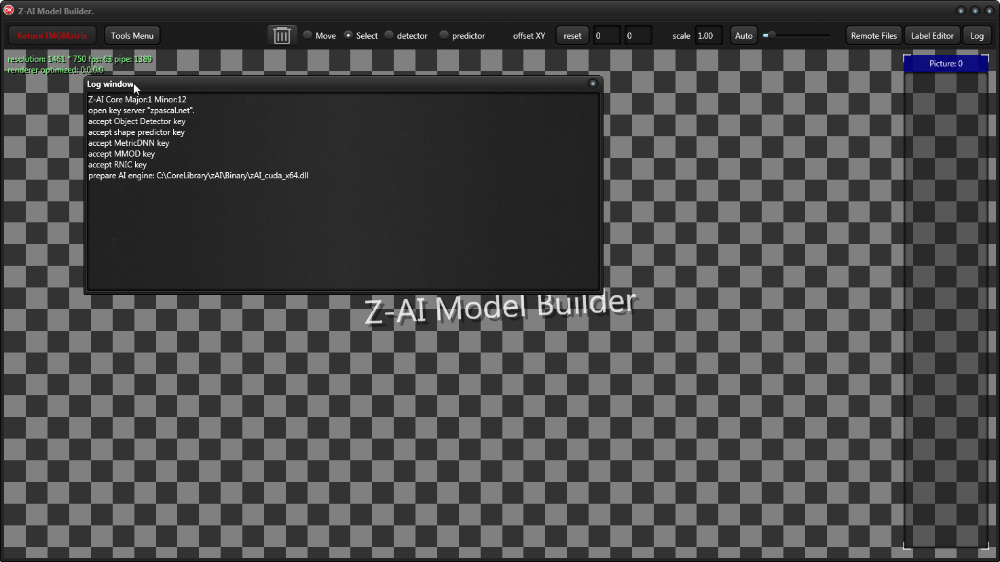 DX Z-AI Model Builder.
Return IMGMatrix Tools Menu Move Select detector predictor offset XY reset 0 0 scale 1.00 Auto Remote Files Label Editor Log
resolution: 1461 * 750 fps: 63 pipe: 1389
renderer optimized: 0:0:0:0
Picture: 0
Log window
Z-AI Core Major:1 Minor:12
open key server "zpascal.net".
accept Object Detector key
accept shape predictor key
accept MetricDNN key
accept MMOD key
accept RNIC key
prepare AI engine: C:\CoreLibrary\zAI\Binary\zAI_cuda_x64.dll
Z-AI Model Builder